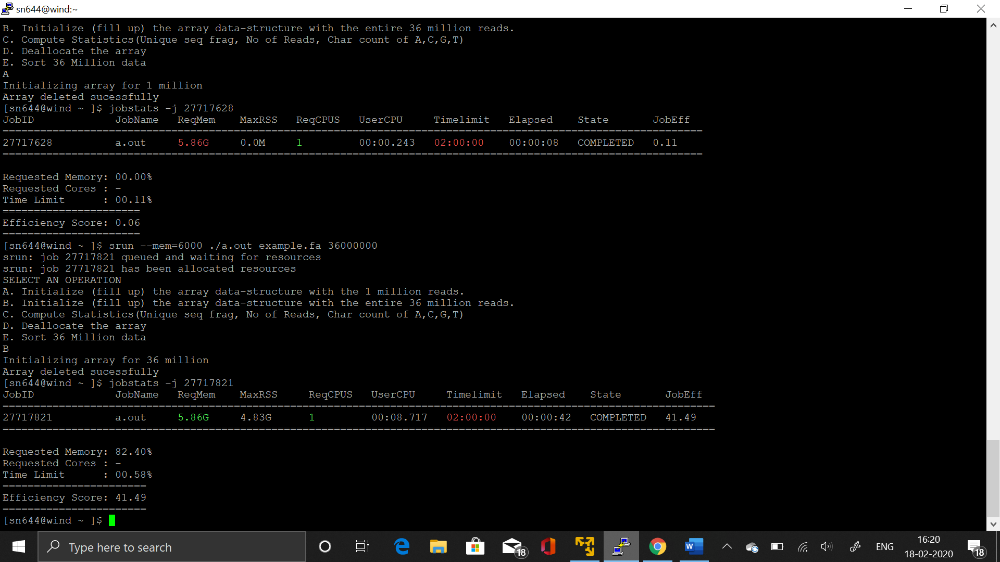 sn644@wind:~
B. Initialize (fill up) the array data-structure with the entire 36 million reads.
C. Compute Statistics(Unique seq frag, No of Reads, Char count of A,C,G,T)
D. Deallocate the array
E. Sort 36 Million data
A
Initializing array for 1 million
Array deleted sucessfully
[sn644@wind ~ ]$ jobstats -j 27717628
JobID JobName ReqMem MaxRSS ReqCPUS UserCPU Timelimit Elapsed State JobEff
================================================================================================================
27717628 a.out 5.86G 0.0M 1 00:00.243 02:00:00 00:00:08 COMPLETED 0.11
================================================================================================================
Requested Memory: 00.00%
Requested Cores : -
Time Limit : 00.11%
======================
Efficiency Score: 0.06
======================
[sn644@wind ~ ]$ srun --mem=6000 ./a.out example.fa 36000000
srun: job 27717821 queued and waiting for resources
srun: job 27717821 has been allocated resources
SELECT AN OPERATION
A. Initialize (fill up) the array data-structure with the 1 million reads.
B. Initialize (fill up) the array data-structure with the entire 36 million reads.
C. Compute Statistics(Unique seq frag, No of Reads, Char count of A,C,G,T)
D. Deallocate the array
E. Sort 36 Million data
B
Initializing array for 36 million
Array deleted sucessfully
[sn644@wind ~ ]$ jobstats -j 27717821
JobID JobName ReqMem MaxRSS ReqCPUS UserCPU Timelimit Elapsed State JobEff
==================================================================================================================
27717821 a.out 5.86G 4.83G 1 00:08.717 02:00:00 00:00:42 COMPLETED 41.49
==================================================================================================================
Requested Memory: 82.40%
Requested Cores : -
Time Limit : 00.58%
=======================
Efficiency Score: 41.49
=======================
[sn644@wind ~ ]$
Type here to search
18
W
ENG
16:20
18-02-2020
18